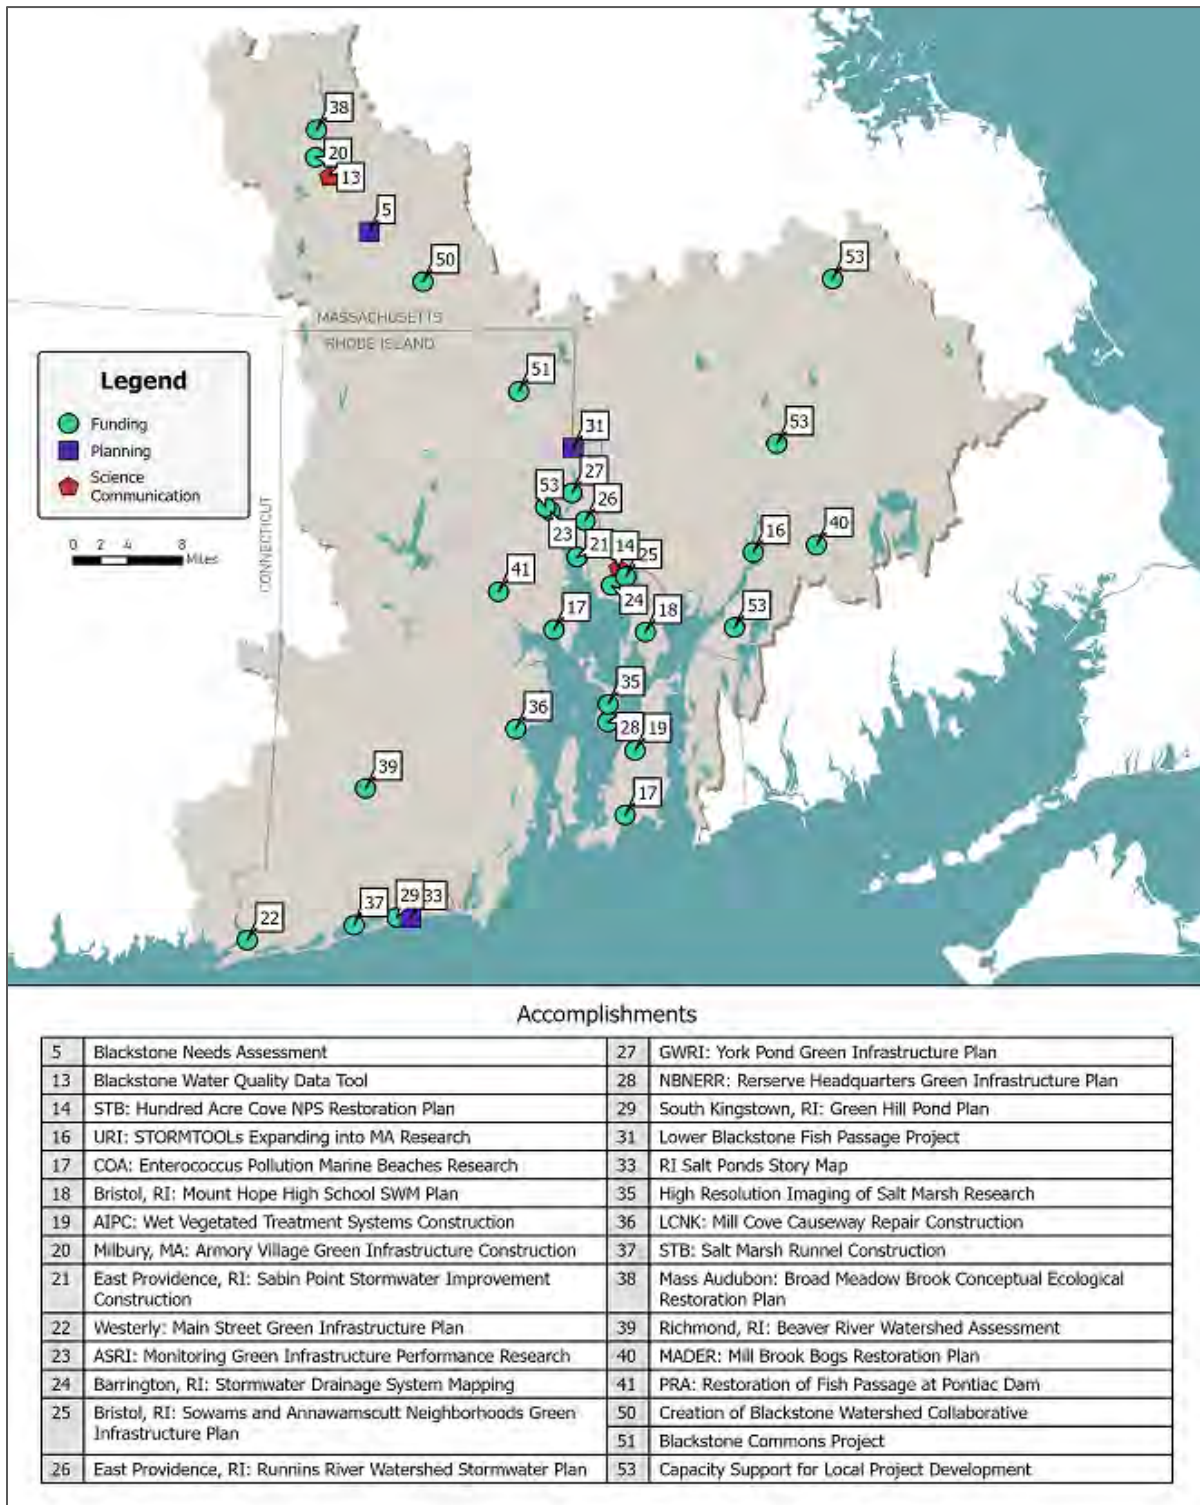 38
20
13
5
50
53
MASSACHUSETTS
RHODE ISLAND
Legend
Funding
Planning
Science
Communication
0 2 4 8
Miles
CONNECTICUT
51
31
53
27
53
26
23
21
14
25
16
40
41
17
24
18
53
35
36
28
19
39
17
22
37
29
33
Accomplishments
5 Blackstone Needs Assessment
13 Blackstone Water Quality Data Tool
14 STB: Hundred Acre Cove NPS Restoration Plan
16 URI: STORMTOOLs Expanding into MA Research
17 COA: Enterococcus Pollution Marine Beaches Research
18 Bristol, RI: Mount Hope High School SWM Plan
19 AIPC: Wet Vegetated Treatment Systems Construction
20 Milbury, MA: Armory Village Green Infrastructure Construction
21 East Providence, RI: Sabin Point Stormwater Improvement
Construction
22 Westerly: Main Street Green Infrastructure Plan
23 ASRI: Monitoring Green Infrastructure Performance Research
24 Barrington, RI: Stormwater Drainage System Mapping
25 Bristol, RI: Sowams and Annawamscutt Neighborhoods Green
Infrastructure Plan
26 East Providence, RI: Runnins River Watershed Stormwater Plan
27 GWRI: York Pond Green Infrastructure Plan
28 NBNERR: Rerserve Headquarters Green Infrastructure Plan
29 South Kingstown, RI: Green Hill Pond Plan
31 Lower Blackstone Fish Passage Project
33 RI Salt Ponds Story Map
35 High Resolution Imaging of Salt Marsh Research
36 LCNK: Mill Cove Causeway Repair Construction
37 STB: Salt Marsh Runnel Construction
38 Mass Audubon: Broad Meadow Brook Conceptual Ecological
Restoration Plan
39 Richmond, RI: Beaver River Watershed Assessment
40 MADER: Mill Brook Bogs Restoration Plan
41 PRA: Restoration of Fish Passage at Pontiac Dam
50 Creation of Blackstone Watershed Collaborative
51 Blackstone Commons Project
53 Capacity Support for Local Project Development